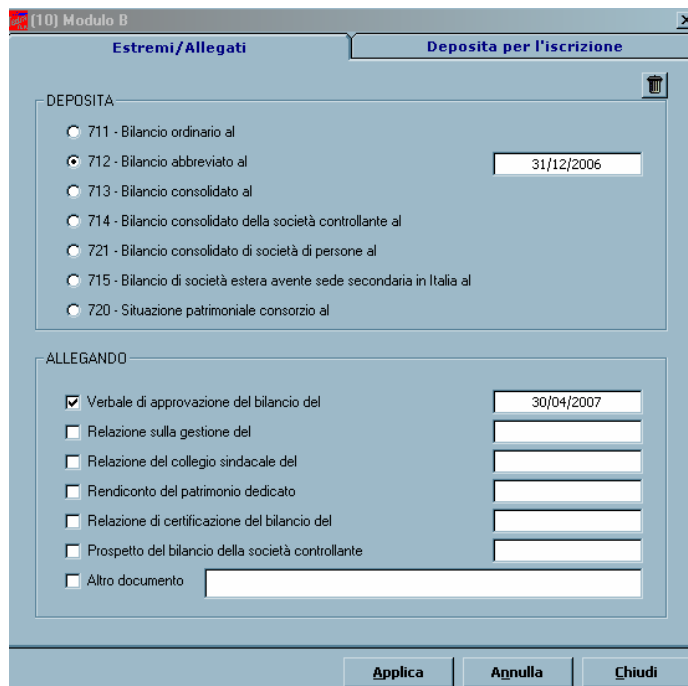 (10) Modulo B
Estremi/Allegati Deposita per l'iscrizione
DEPOSITA
711 - Bilancio ordinario al
712 - Bilancio abbreviato al 31/12/2006
713 - Bilancio consolidato al
714 - Bilancio consolidato della società controllante al
721 - Bilancio consolidato di società di persone al
715 - Bilancio di società estera avente sede secondaria in Italia al
720 - Situazione patrimoniale consorzio al
ALLEGANDO
Verbale di approvazione del bilancio del 30/04/2007
Relazione sulla gestione del
Relazione del collegio sindacale del
Rendiconto del patrimonio dedicato
Relazione di certificazione del bilancio del
Prospetto del bilancio della società controllante
Altro documento
Applica Annulla Chiudi